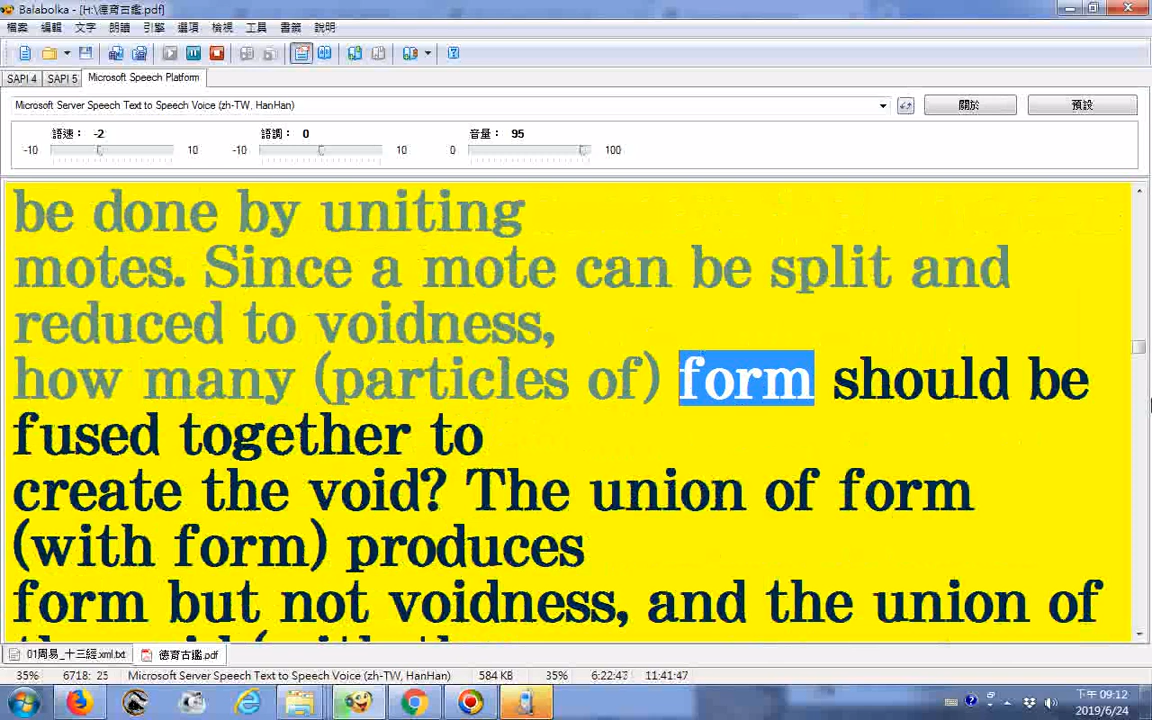 Balabolka - [H:\德育古鑑.pdf]
檔案 編輯 文字 朗讀 引擎 選項 檢視 工具 書籤 說明
SAPI 4 SAPI 5 Microsoft Speech Platform
Microsoft Server Speech Text to Speech Voice (zh-TW, HanHan) 關於 預設
語速： -2 語調： 0 音量： 95
-10 10 -10 10 0 100
be done by uniting
motes. Since a mote can be split and
reduced to voidness,
how many (particles of) form should be
fused together to
create the void? The union of form
(with form) produces
form but not voidness, and the union of
01周易_十三經.xml.txt 德育古鑑.pdf
35% 6718: 25 Microsoft Server Speech Text to Speech Voice (zh-TW, HanHan) 584 KB 35% 6:22:43 11:41:47
下午 09:12
2019/6/24